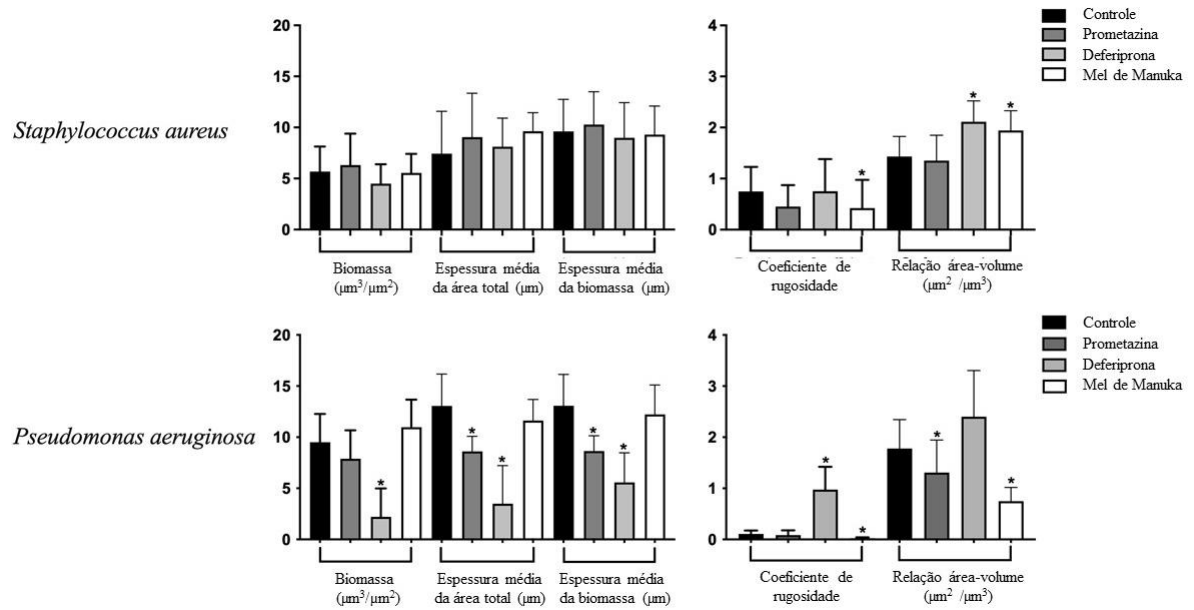 Controle
Prometazina
Deferiprona
Mel de Manuka
Staphylococcus aureus
20
15
10
5
0
Biomassa
(µm³/µm²)
Espessura média
da área total (µm)
Espessura média
da biomassa (µm)
4
3
2
1
0
* * *
Coeficiente de
rugosidade
Relação área-volume
(µm² /µm³)
Controle
Prometazina
Deferiprona
Mel de Manuka
Pseudomonas aeruginosa
20
15
10
5
0
* * * * *
Biomassa
(µm³/µm²)
Espessura média
da área total (µm)
Espessura média
da biomassa (µm)
4
3
2
1
0
* * * *
Coeficiente de
rugosidade
Relação área-volume
(µm² /µm³)